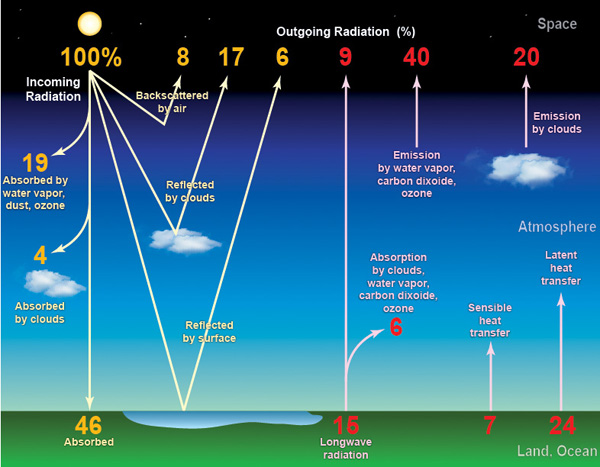 Space
Outgoing Radiation (%)
100% 8 17 6 9 40 20
Incoming
Radiation
Backscattered
by air
Emission
by clouds
19
Absorbed by
water vapor,
dust, ozone
Reflected
by clouds
Emission
by water vapor,
carbon dixoide,
ozone
Atmosphere
4
Absorbed
by clouds
Absorption
by clouds,
water vapor,
carbon dixoide,
ozone
6
Latent
heat
transfer
Sensible
heat
transfer
Reflected
by surface
46
Absorbed
15
Longwave
radiation
7
24
Land, Ocean